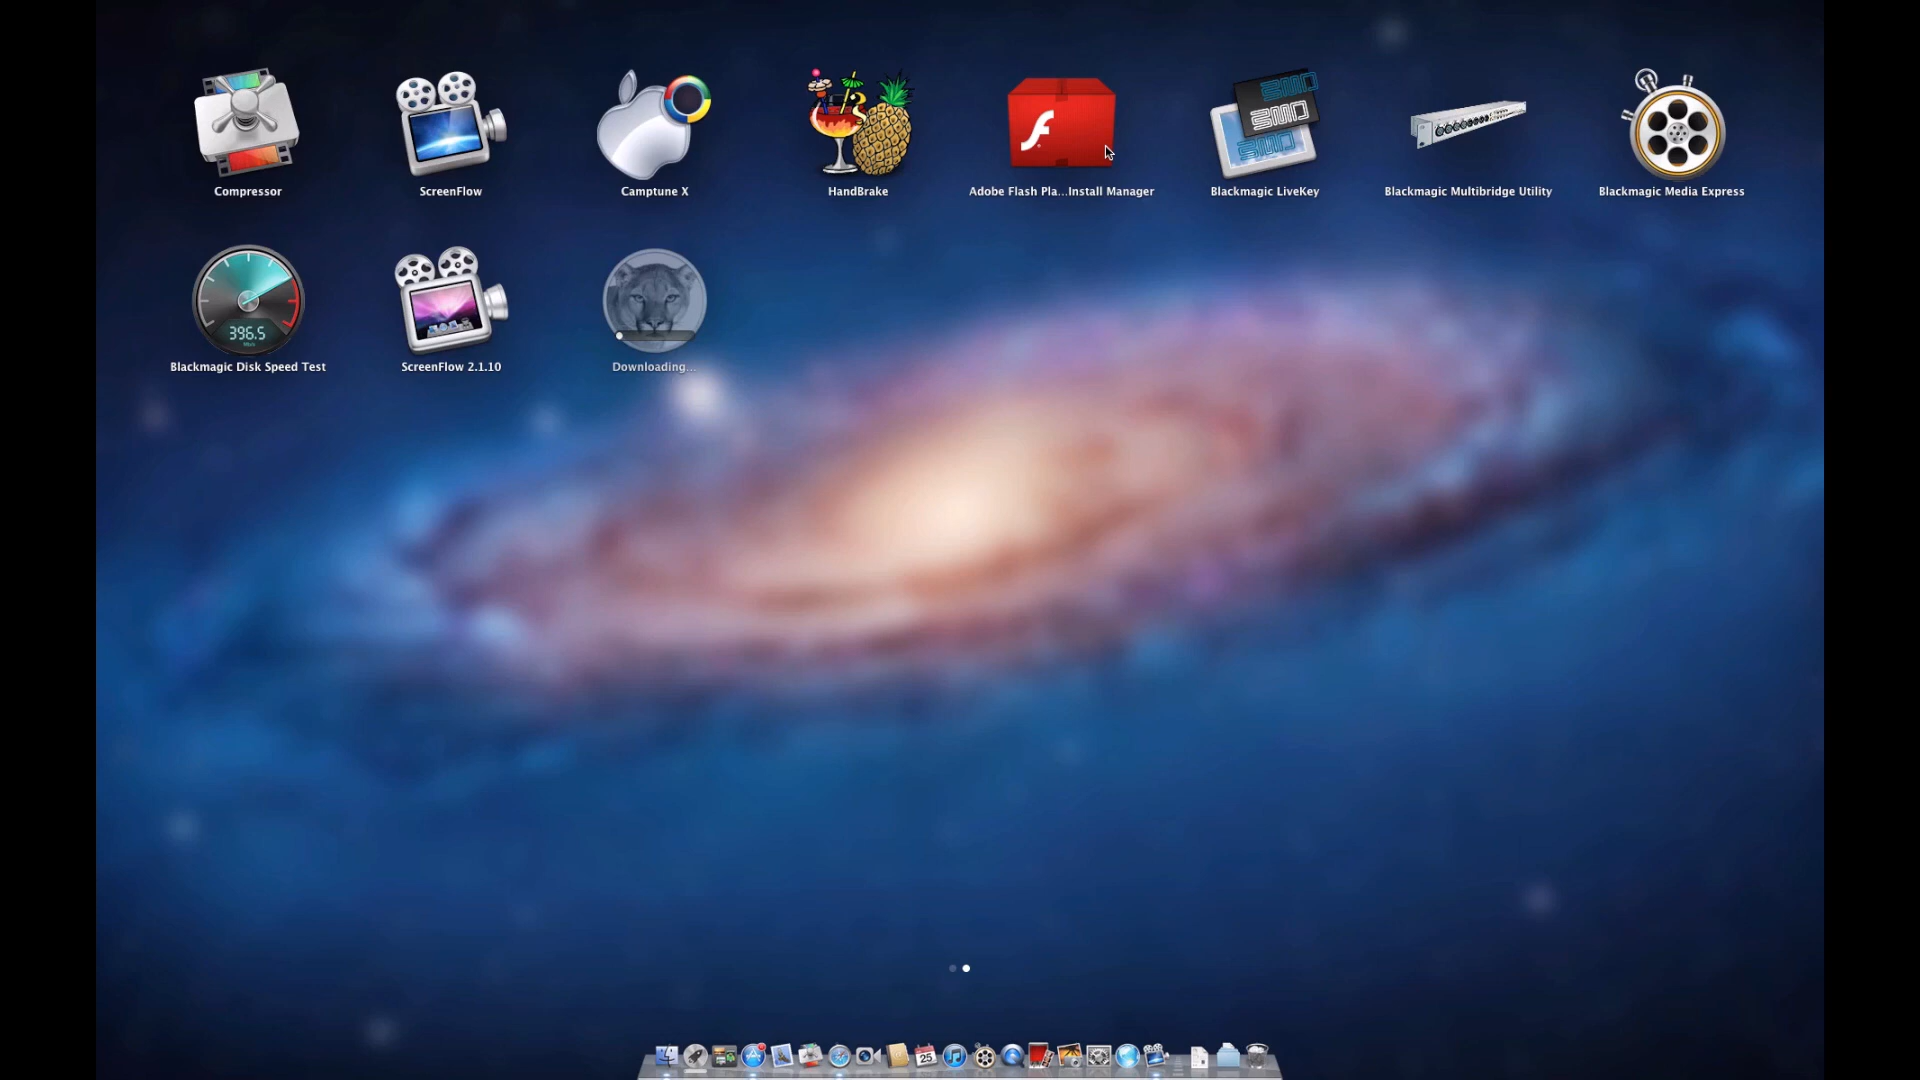 Compressor
ScreenFlow
Camptune X
HandBrake
Adobe Flash Pla...Install Manager
Blackmagic LiveKey
Blackmagic Multibridge Utility
Blackmagic Media Express
396.5
Blackmagic Disk Speed Test
ScreenFlow 2.1.10
Downloading...
25